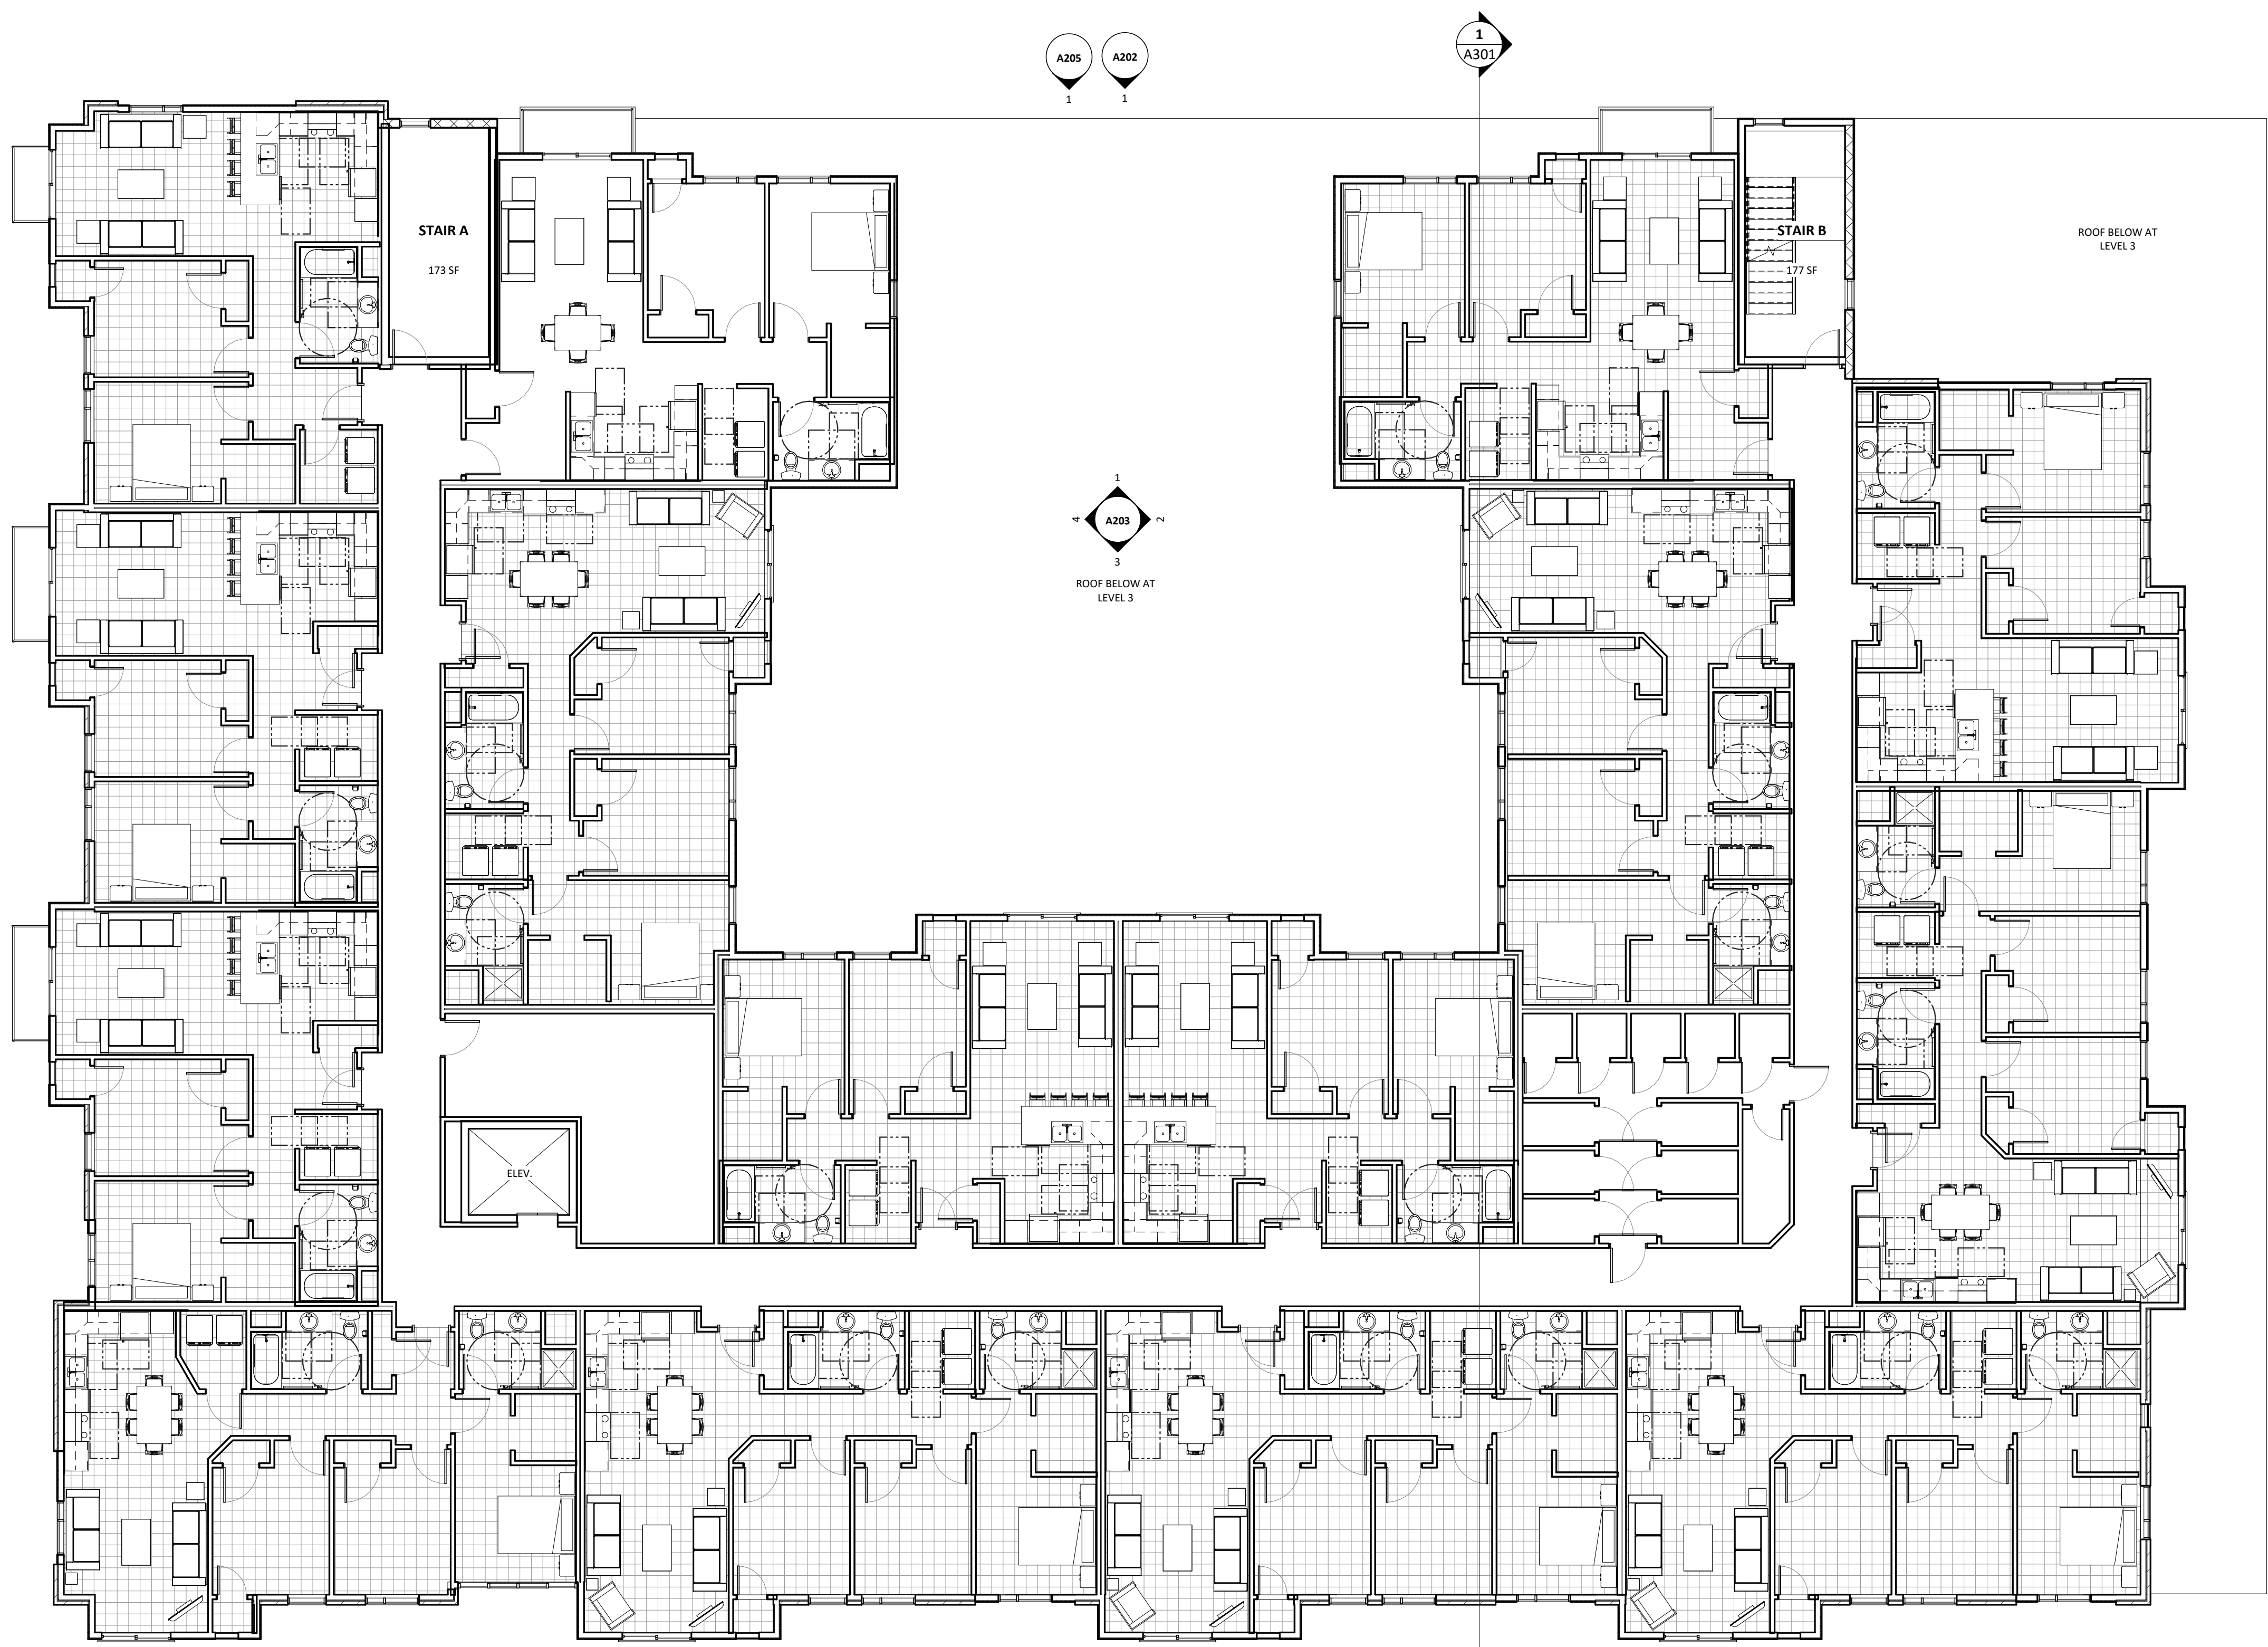 1
A301
A205
A202
1
1
STAIR A
173 SF
STAIR B
177 SF
ROOF BELOW AT
LEVEL 3
1
4
A203
2
3
ROOF BELOW AT
LEVEL 3
ELEV.